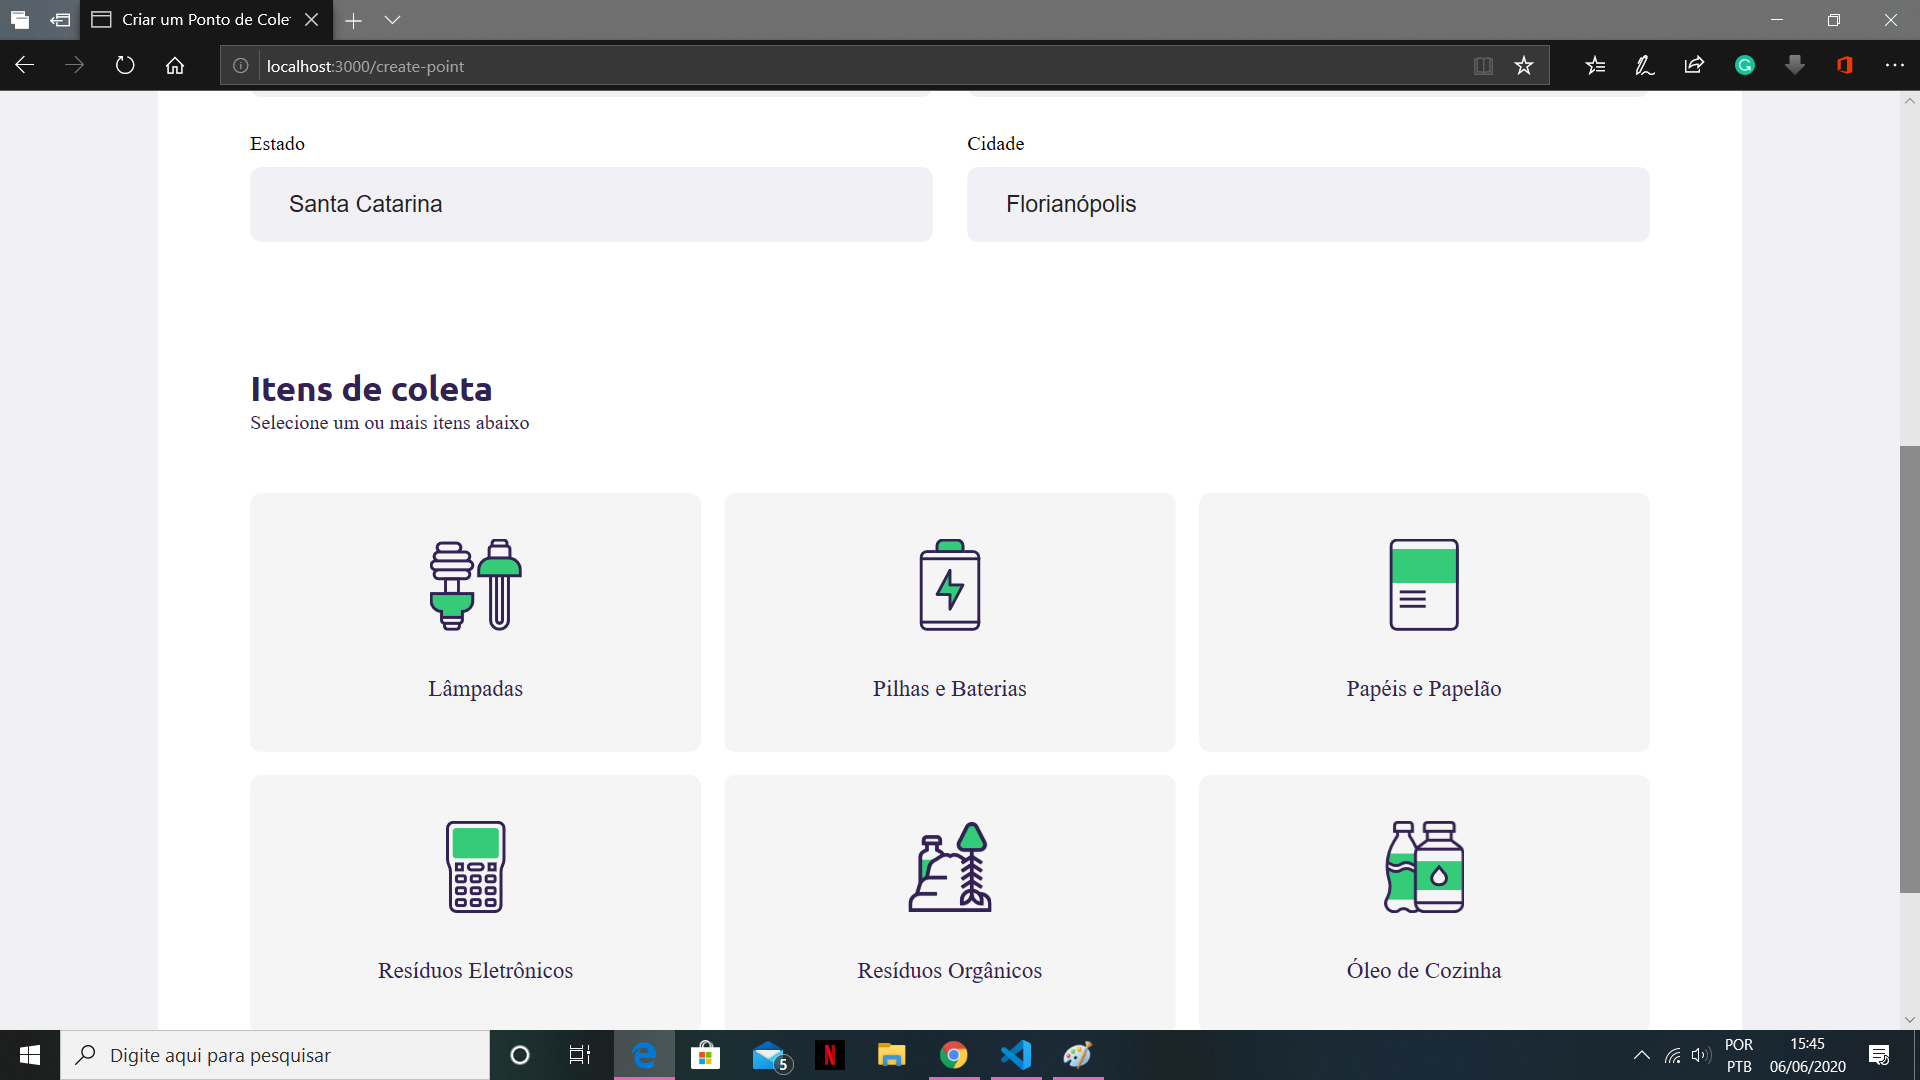 Criar um Ponto de Cole
localhost:3000/create-point
Estado
Cidade
Santa Catarina
Florianópolis
Itens de coleta
Selecione um ou mais itens abaixo
Lâmpadas
Pilhas e Baterias
Papéis e Papelão
Resíduos Eletrônicos
Resíduos Orgânicos
Óleo de Cozinha
Digite aqui para pesquisar
5
N
POR
PTB
15:45
06/06/2020